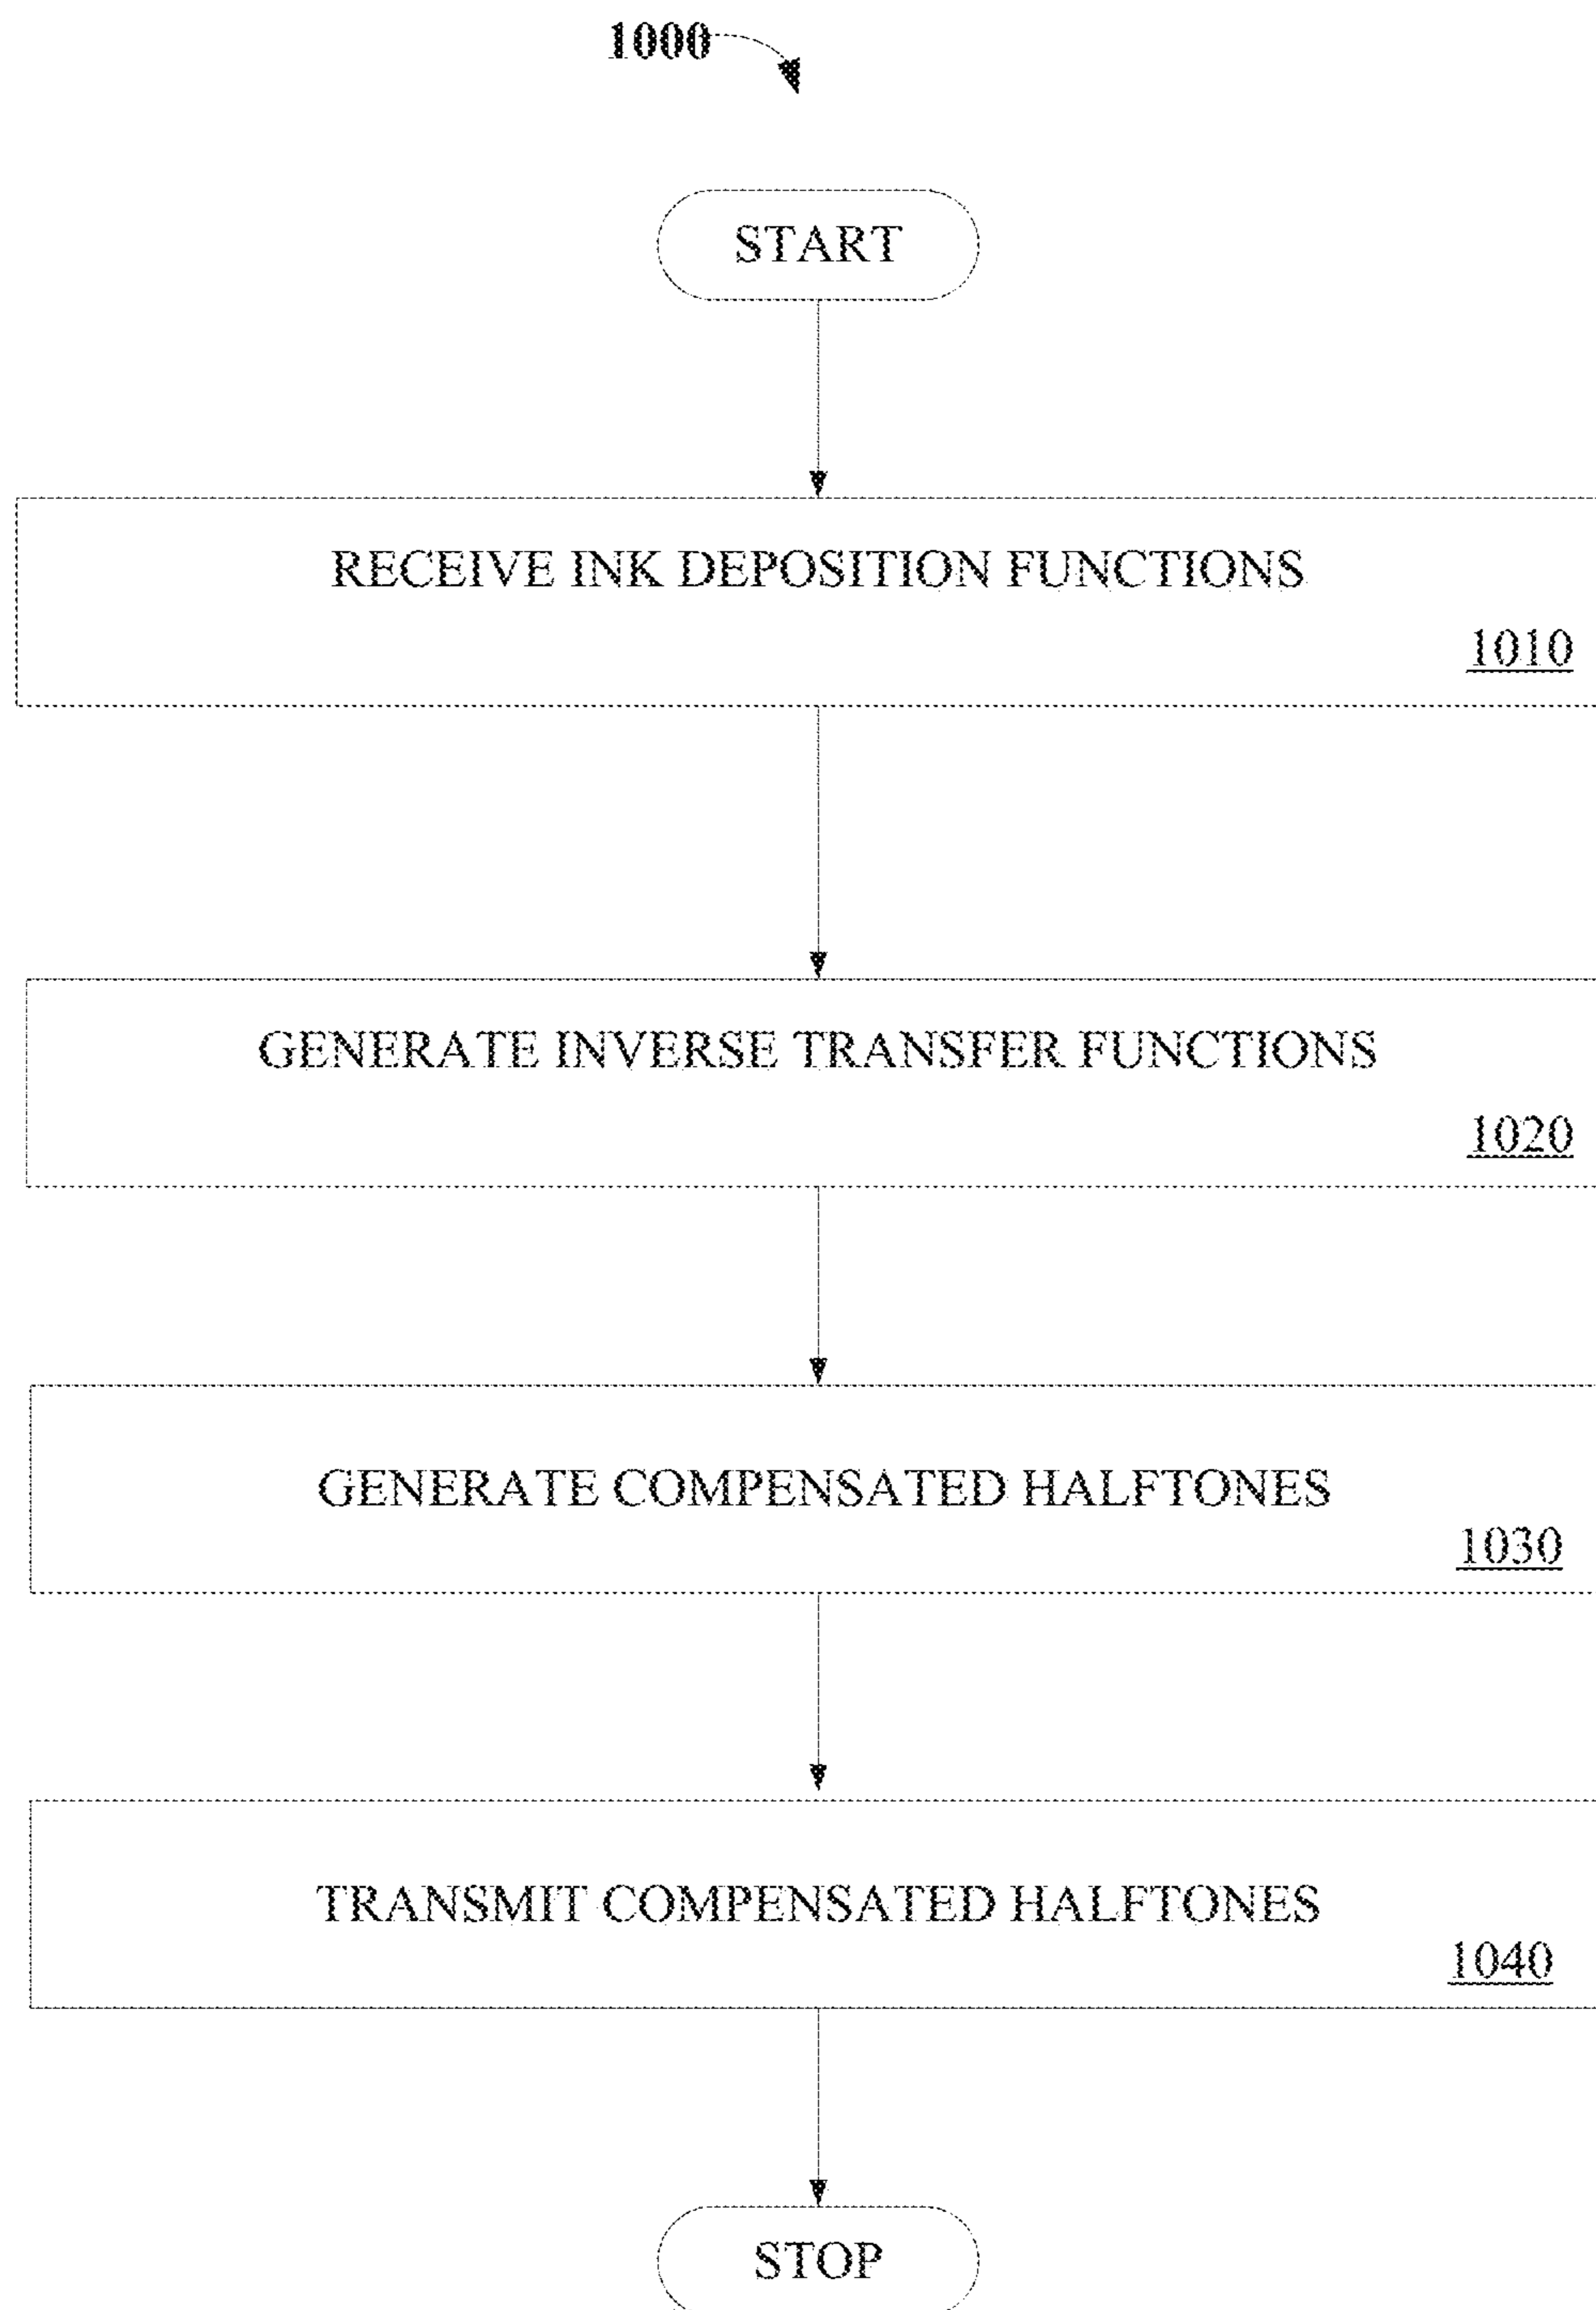 1000
START
RECEIVE INK DEPOSITION FUNCTIONS
1010
GENERATE INVERSE TRANSFER FUNCTIONS
1020
GENERATE COMPENSATED HALFTONES
1030
TRANSMIT COMPENSATED HALFTONES
1040
STOP